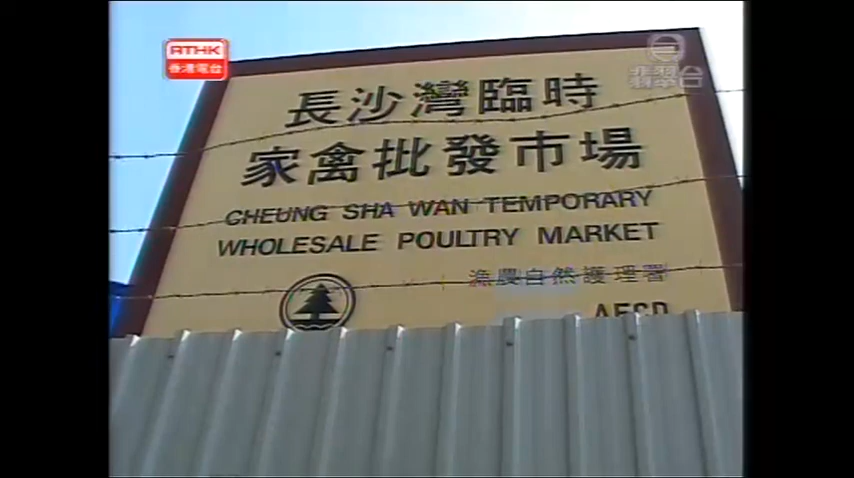 RTHK
香港電台
翡翠台
長沙灣臨時
家禽批發市場
CHEUNG SHA WAN TEMPORARY
WHOLESALE POULTRY MARKET
漁農自然護理署
AFCD